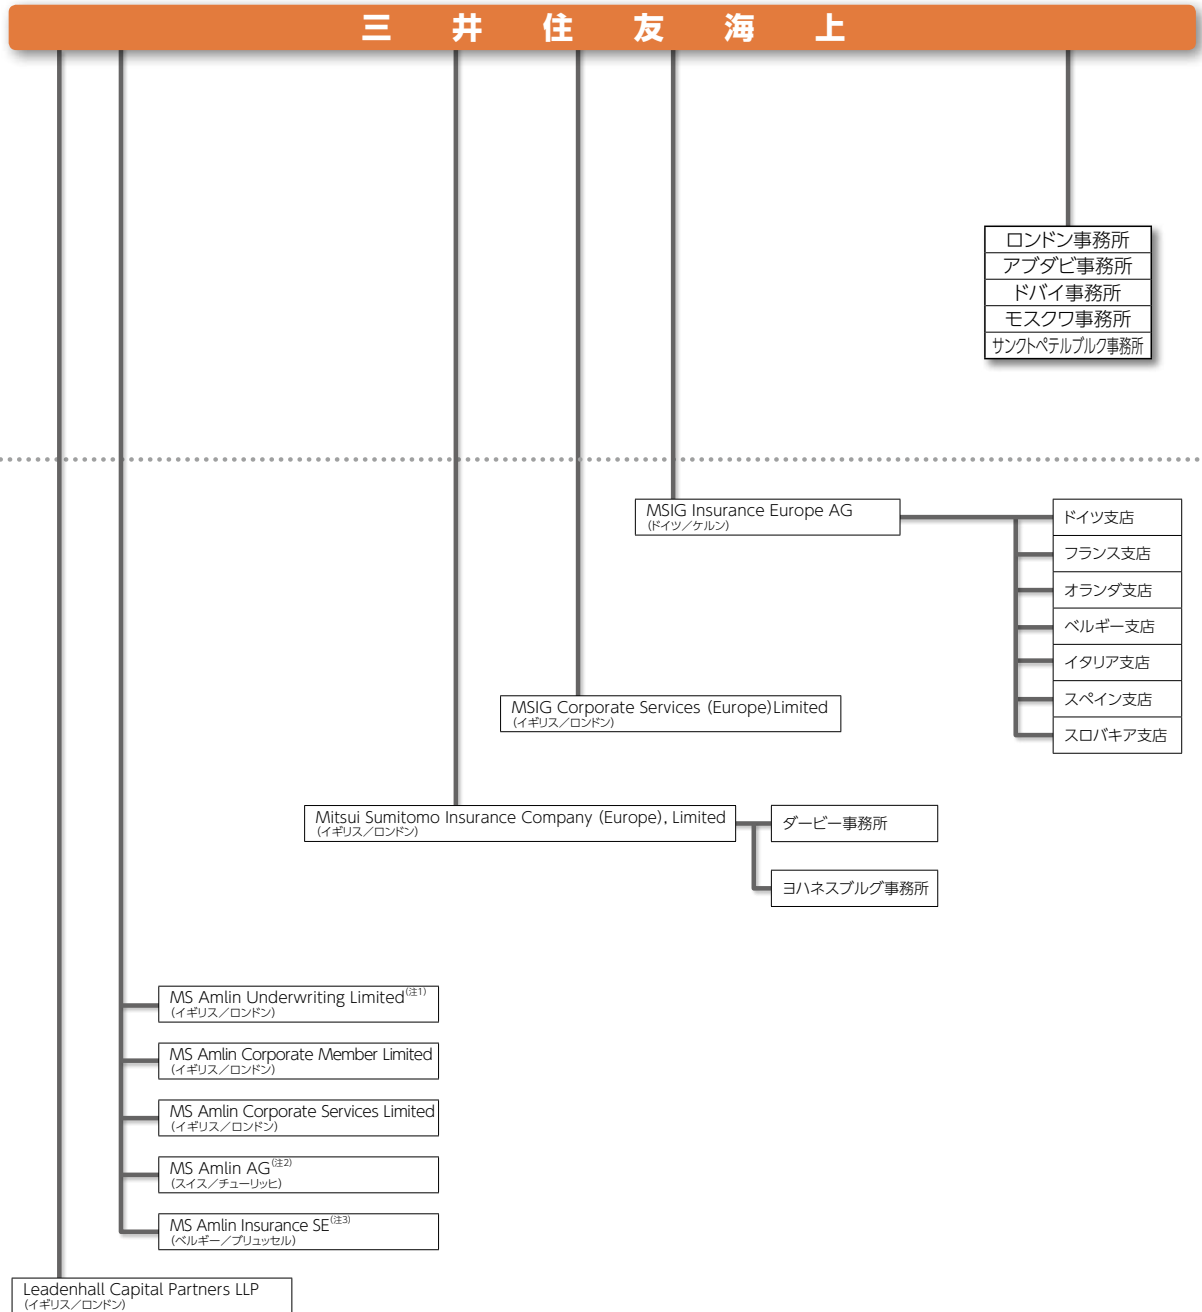 三井住友海上
ロンドン事務所
アブダビ事務所
ドバイ事務所
モスクワ事務所
サンクトペテルブルク事務所
MSIG Insurance Europe AG
(ドイツ／ケルン)
ドイツ支店
フランス支店
オランダ支店
ベルギー支店
イタリア支店
スペイン支店
スロバキア支店
MSIG Corporate Services (Europe)Limited
(イギリス／ロンドン)
Mitsui Sumitomo Insurance Company (Europe), Limited
(イギリス／ロンドン)
ダービー事務所
ヨハネスブルグ事務所
MS Amlin Underwriting Limited(注1)
(イギリス／ロンドン)
MS Amlin Corporate Member Limited
(イギリス／ロンドン)
MS Amlin Corporate Services Limited
(イギリス／ロンドン)
MS Amlin AG(注2)
(スイス／チューリッヒ)
MS Amlin Insurance SE(注3)
(ベルギー／ブリュッセル)
Leadenhall Capital Partners LLP
(イギリス／ロンドン)